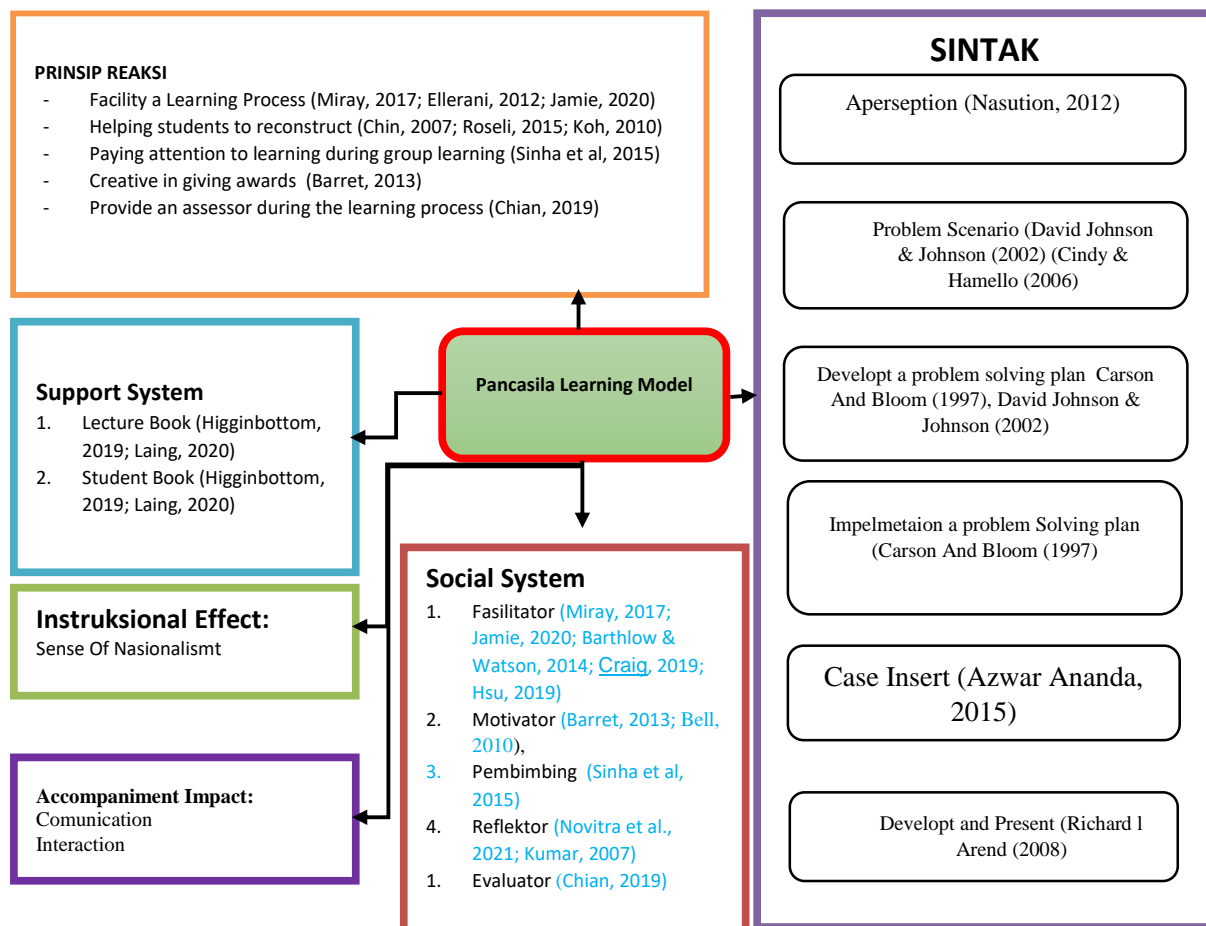 PRINSIP REAKSI
- Facility a Learning Process (Miray, 2017; Ellerani, 2012; Jamie, 2020)
- Helping students to reconstruct (Chin, 2007; Roseli, 2015; Koh, 2010)
- Paying attention to learning during group learning (Sinha et al, 2015)
- Creative in giving awards (Barret, 2013)
- Provide an assessor during the learning process (Chian, 2019)
Support System
1. Lecture Book (Higginbottom,
2019; Laing, 2020)
2. Student Book (Higginbottom,
2019; Laing, 2020)
Pancasila Learning Model
Instruksional Effect:
Sense Of Nasionalismt
Accompaniment Impact:
Comunication
Interaction
Social System
1. Fasilitator (Miray, 2017;
Jamie, 2020; Barthlow &
Watson, 2014; Craig, 2019;
Hsu, 2019)
2. Motivator (Barret, 2013; Bell,
2010),
3. Pembimbing (Sinha et al,
2015)
4. Reflektor (Novitra et al.,
2021; Kumar, 2007)
1. Evaluator (Chian, 2019)
SINTAK
Aperseption (Nasution, 2012)
Problem Scenario (David Johnson
& Johnson (2002) (Cindy &
Hamello (2006)
Developt a problem solving plan Carson
And Bloom (1997), David Johnson &
Johnson (2002)
Impelmetaion a problem Solving plan
(Carson And Bloom (1997)
Case Insert (Azwar Ananda,
2015)
Developt and Present (Richard l
Arend (2008)